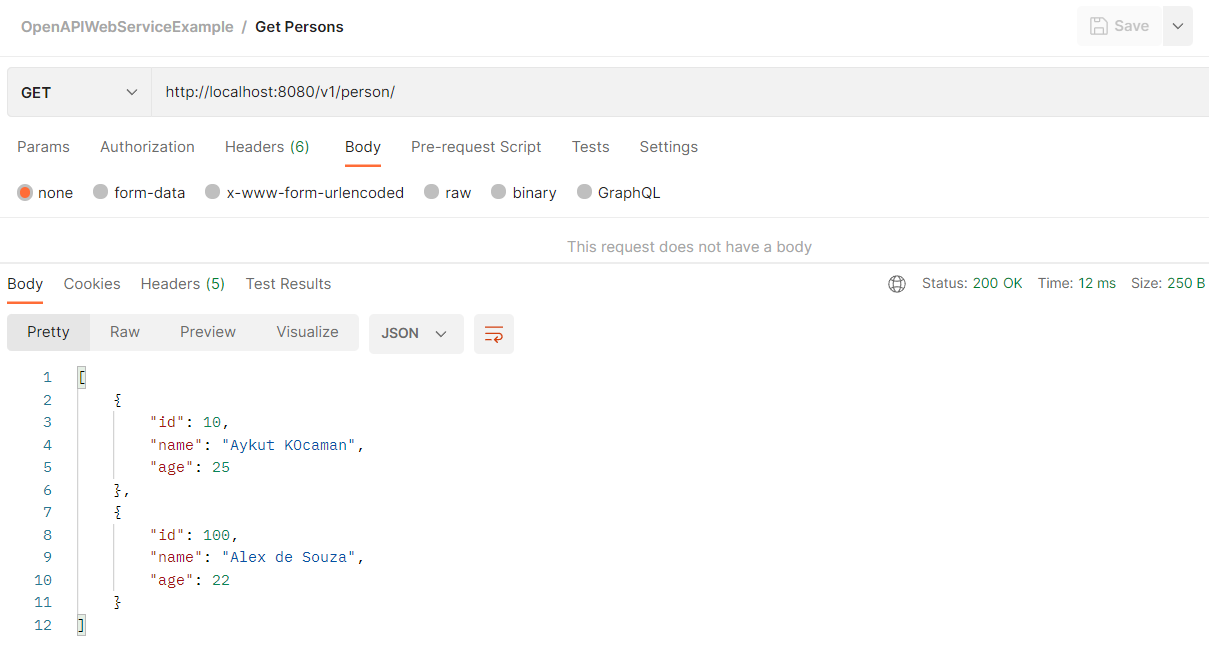 OpenAPIWebServiceExample / Get Persons
Save
GET http://localhost:8080/v1/person/
Params Authorization Headers (6) Body Pre-request Script Tests Settings
none form-data x-www-form-urlencoded raw binary GraphQL
This request does not have a body
Body Cookies Headers (5) Test Results Status: 200 OK Time: 12 ms Size: 250 B
Pretty Raw Preview Visualize JSON
1 [
2 {
3 "id": 10,
4 "name": "Aykut KOcaman",
5 "age": 25
6 },
7 {
8 "id": 100,
9 "name": "Alex de Souza",
10 "age": 22
11 }
12 ]